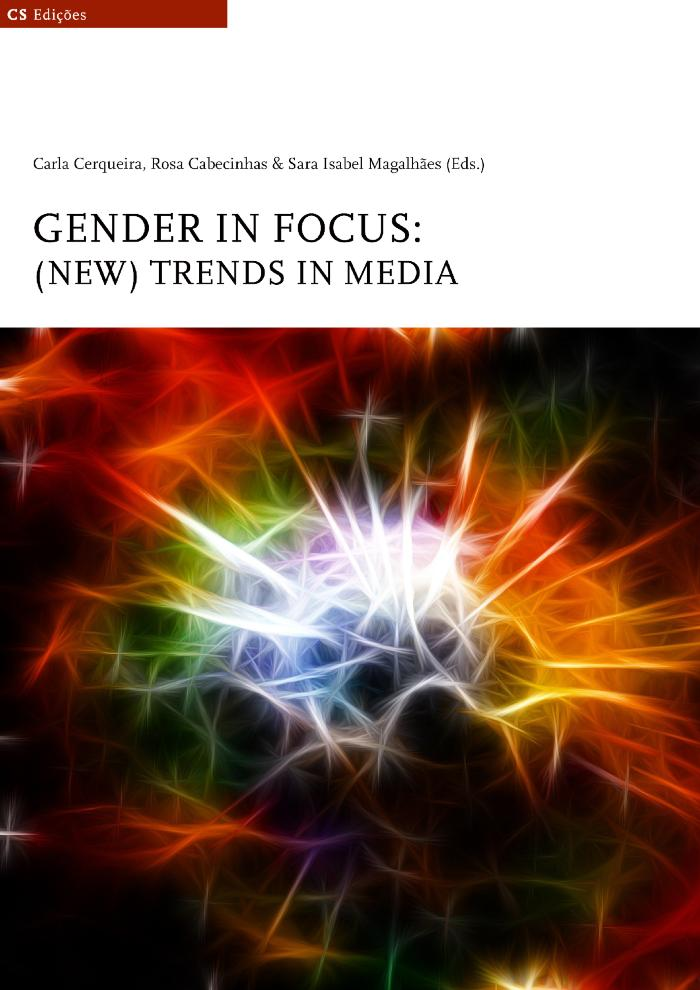 CS Edições
Carla Cerqueira, Rosa Cabecinhas & Sara Isabel Magalhães (Eds.)
GENDER IN FOCUS:
(NEW) TRENDS IN MEDIA